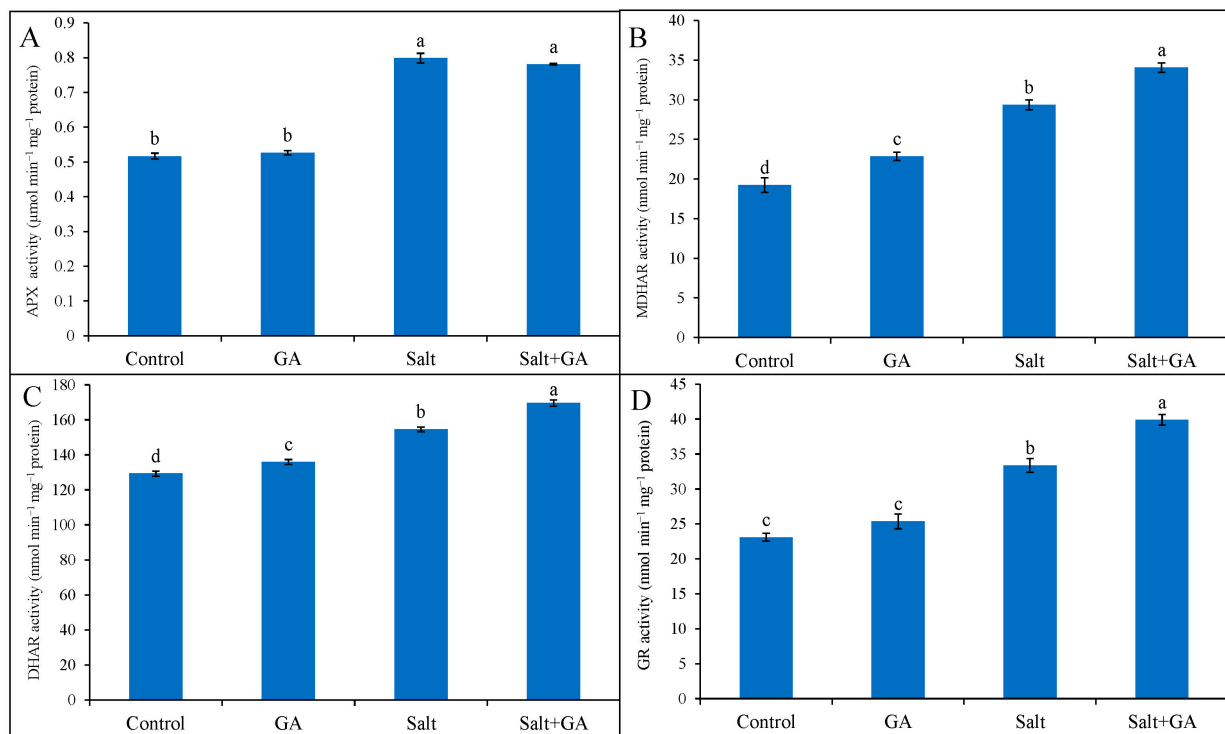 A
APX activity (µmol min⁻¹ mg⁻¹ protein)
0.9
0.8
0.7
0.6
0.5
0.4
0.3
0.2
0.1
0
b
b
a
a
Control
GA
Salt
Salt+GA
B
MDHAR activity (nmol min⁻¹ mg⁻¹ protein)
40
35
30
25
20
15
10
5
0
d
c
b
a
Control
GA
Salt
Salt+GA
C
DHAR activity (nmol min⁻¹ mg⁻¹ protein)
180
160
140
120
100
80
60
40
20
0
d
c
b
a
Control
GA
Salt
Salt+GA
D
GR activity (nmol min⁻¹ mg⁻¹ protein)
45
40
35
30
25
20
15
10
5
0
c
c
b
a
Control
GA
Salt
Salt+GA